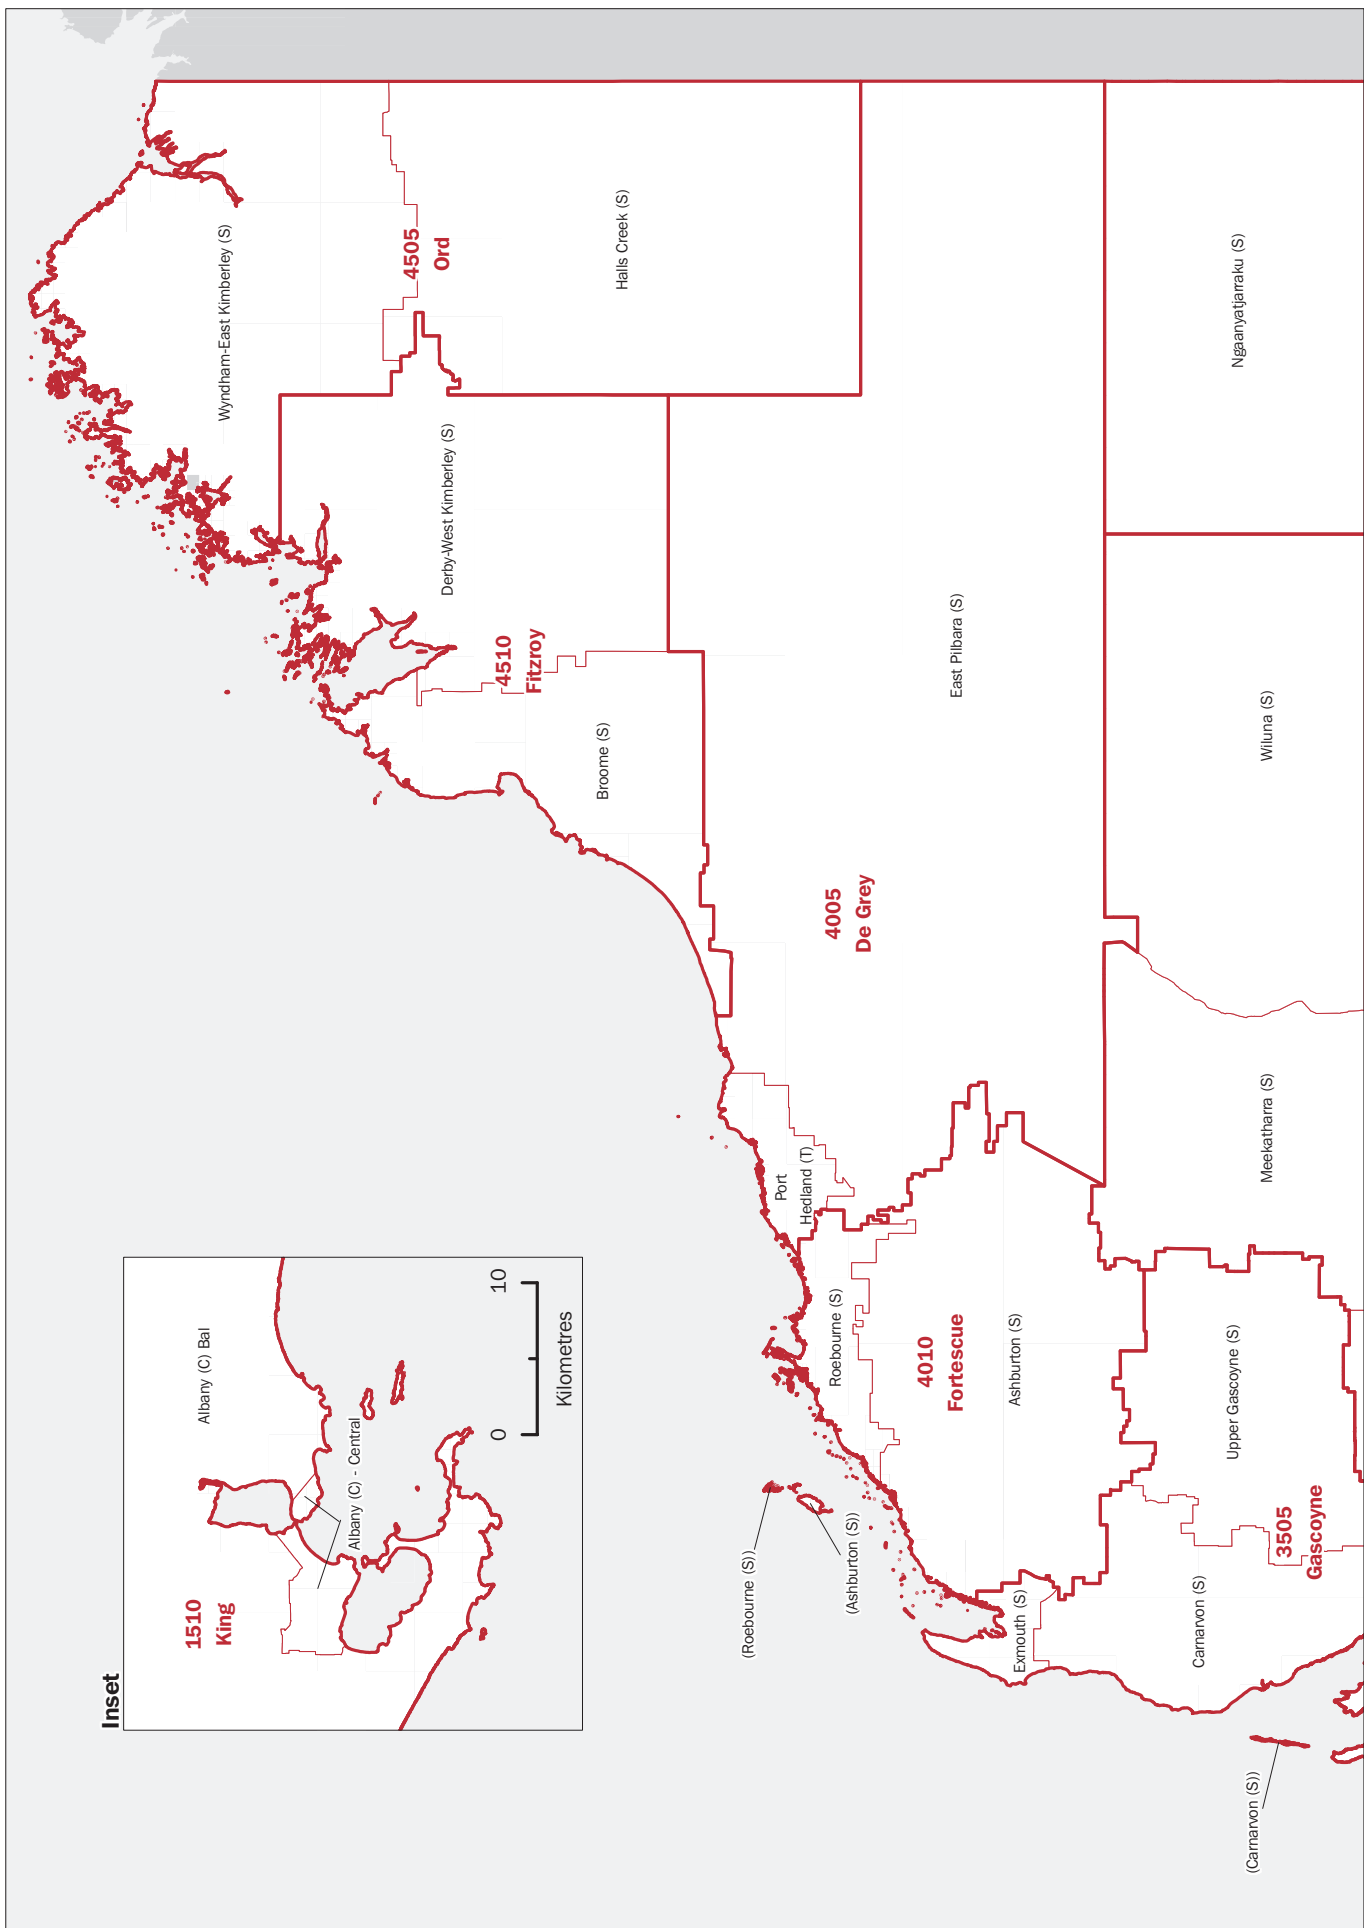 Inset
1510
King
Albany (C) Bal
Albany (C) - Central
0
10
Kilometres
Wyndham-East Kimberley (S)
4505
Ord
Halls Creek (S)
Derby-West Kimberley (S)
4510
Fitzroy
Broome (S)
4005
De Grey
East Pilbara (S)
Port
Hedland (T)
(Roebourne (S))
Roebourne (S)
(Ashburton (S))
4010
Fortescue
Ashburton (S)
Exmouth (S)
Carnarvon (S)
(Carnarvon (S))
3505
Gascoyne
Upper Gascoyne (S)
Meekatharra (S)
Wiluna (S)
Ngaanyatjarraku (S)